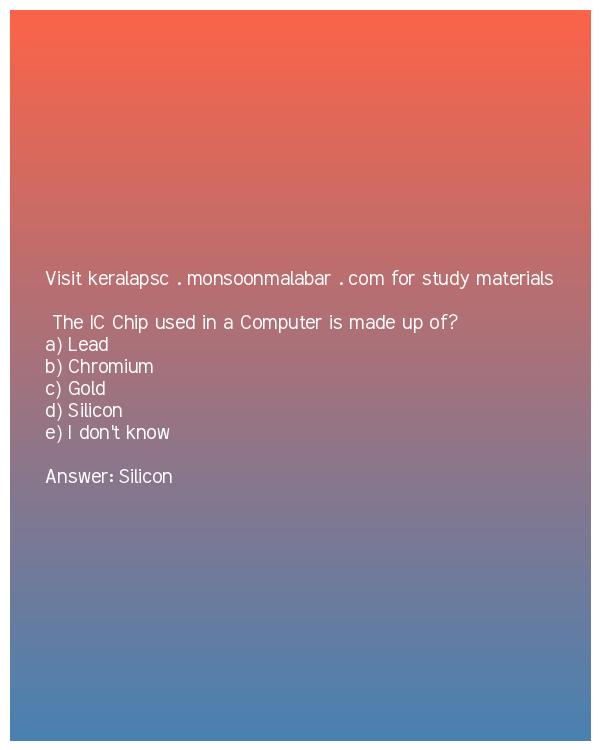 Visit keralapsc . monsoonmalabar . com for study materials
The IC Chip used in a Computer is made up of?
a) Lead
b) Chromium
c) Gold
d) Silicon
e) I don't know
Answer: Silicon